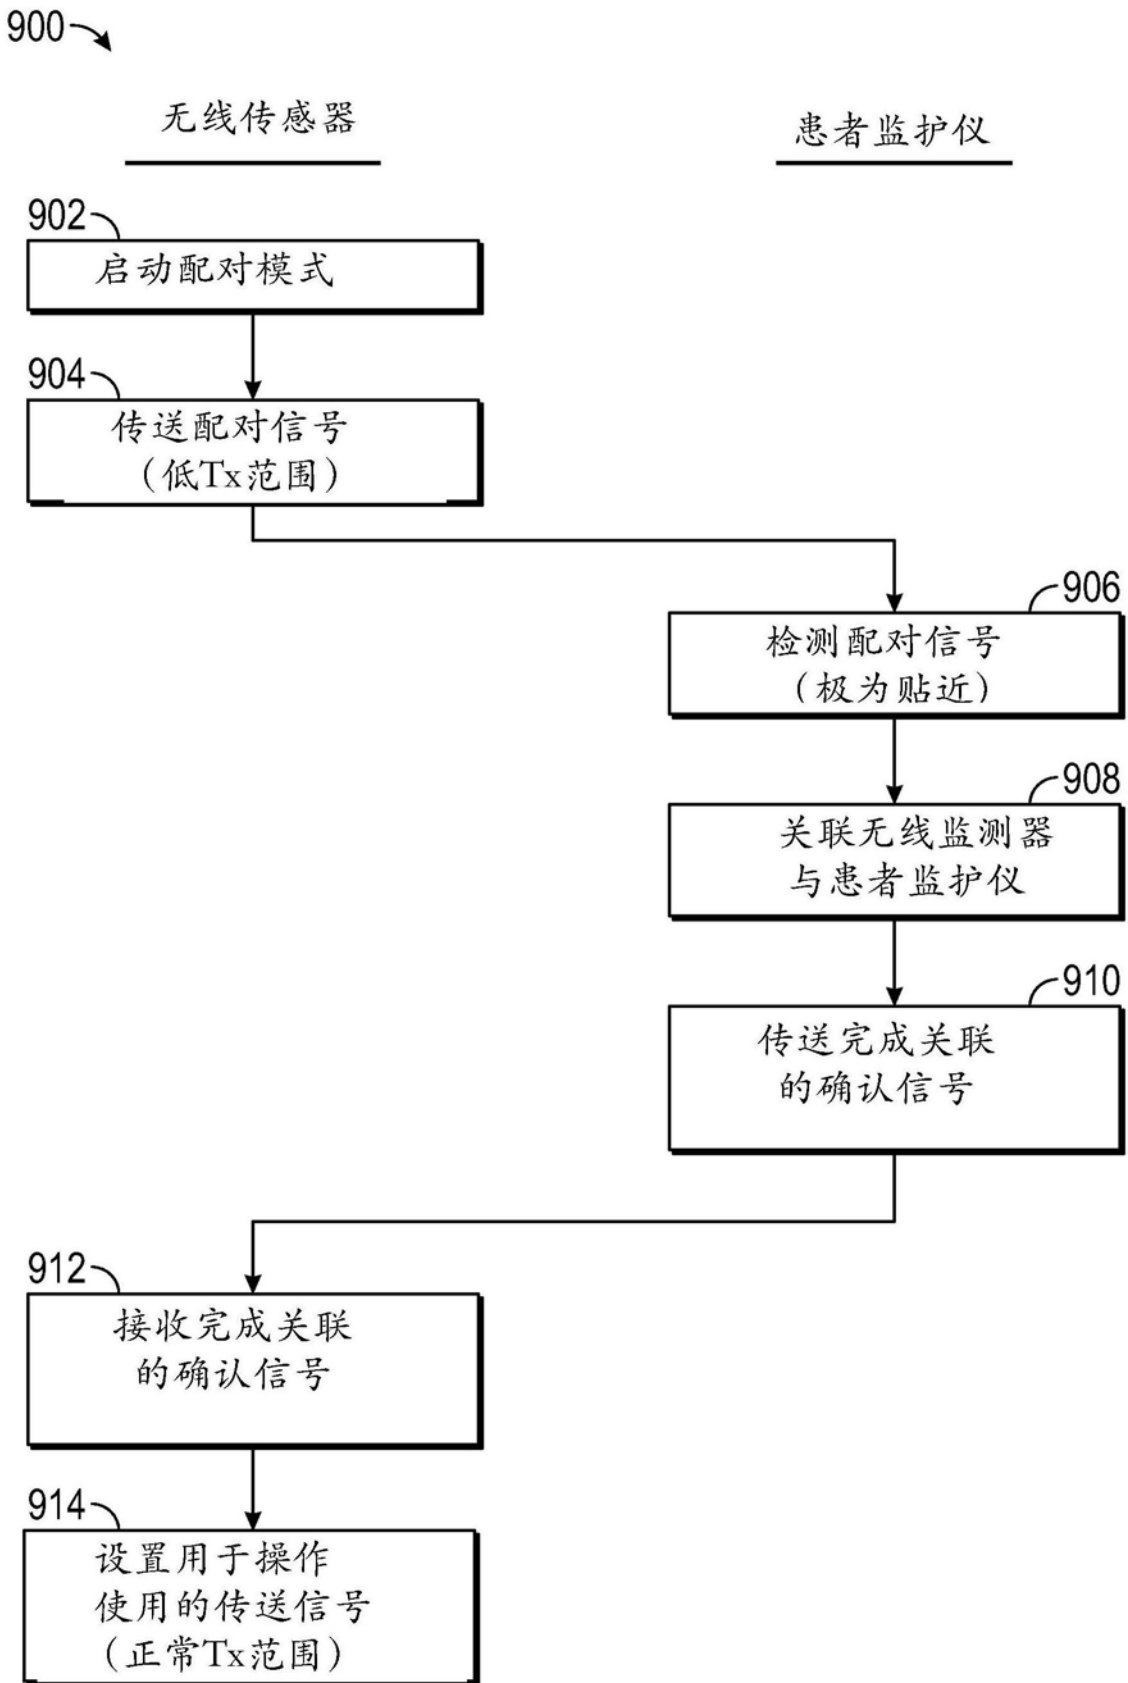 900
无线传感器
患者监护仪
902
启动配对模式
904
传送配对信号
（低Tx范围）
906
检测配对信号
（极为贴近）
908
关联无线监测器
与患者监护仪
910
传送完成关联
的确认信号
912
接收完成关联
的确认信号
914
设置用于操作
使用的传送信号
（正常Tx范围）